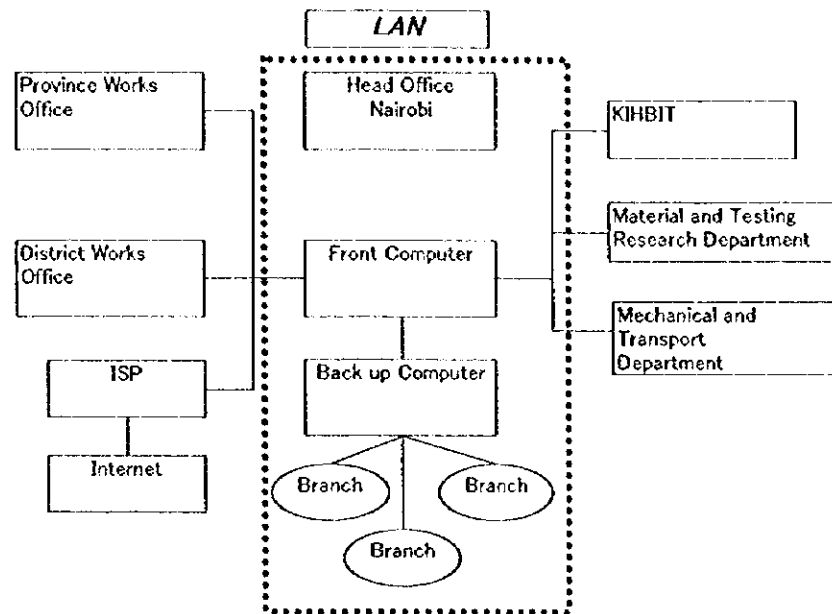 LAN
Province Works
Office
Head Office
Nairobi
KIHBIT
Material and Testing
Research Department
District Works
Office
Front Computer
Mechanical and
Transport
Department
ISP
Back up Computer
Internet
Branch
Branch
Branch